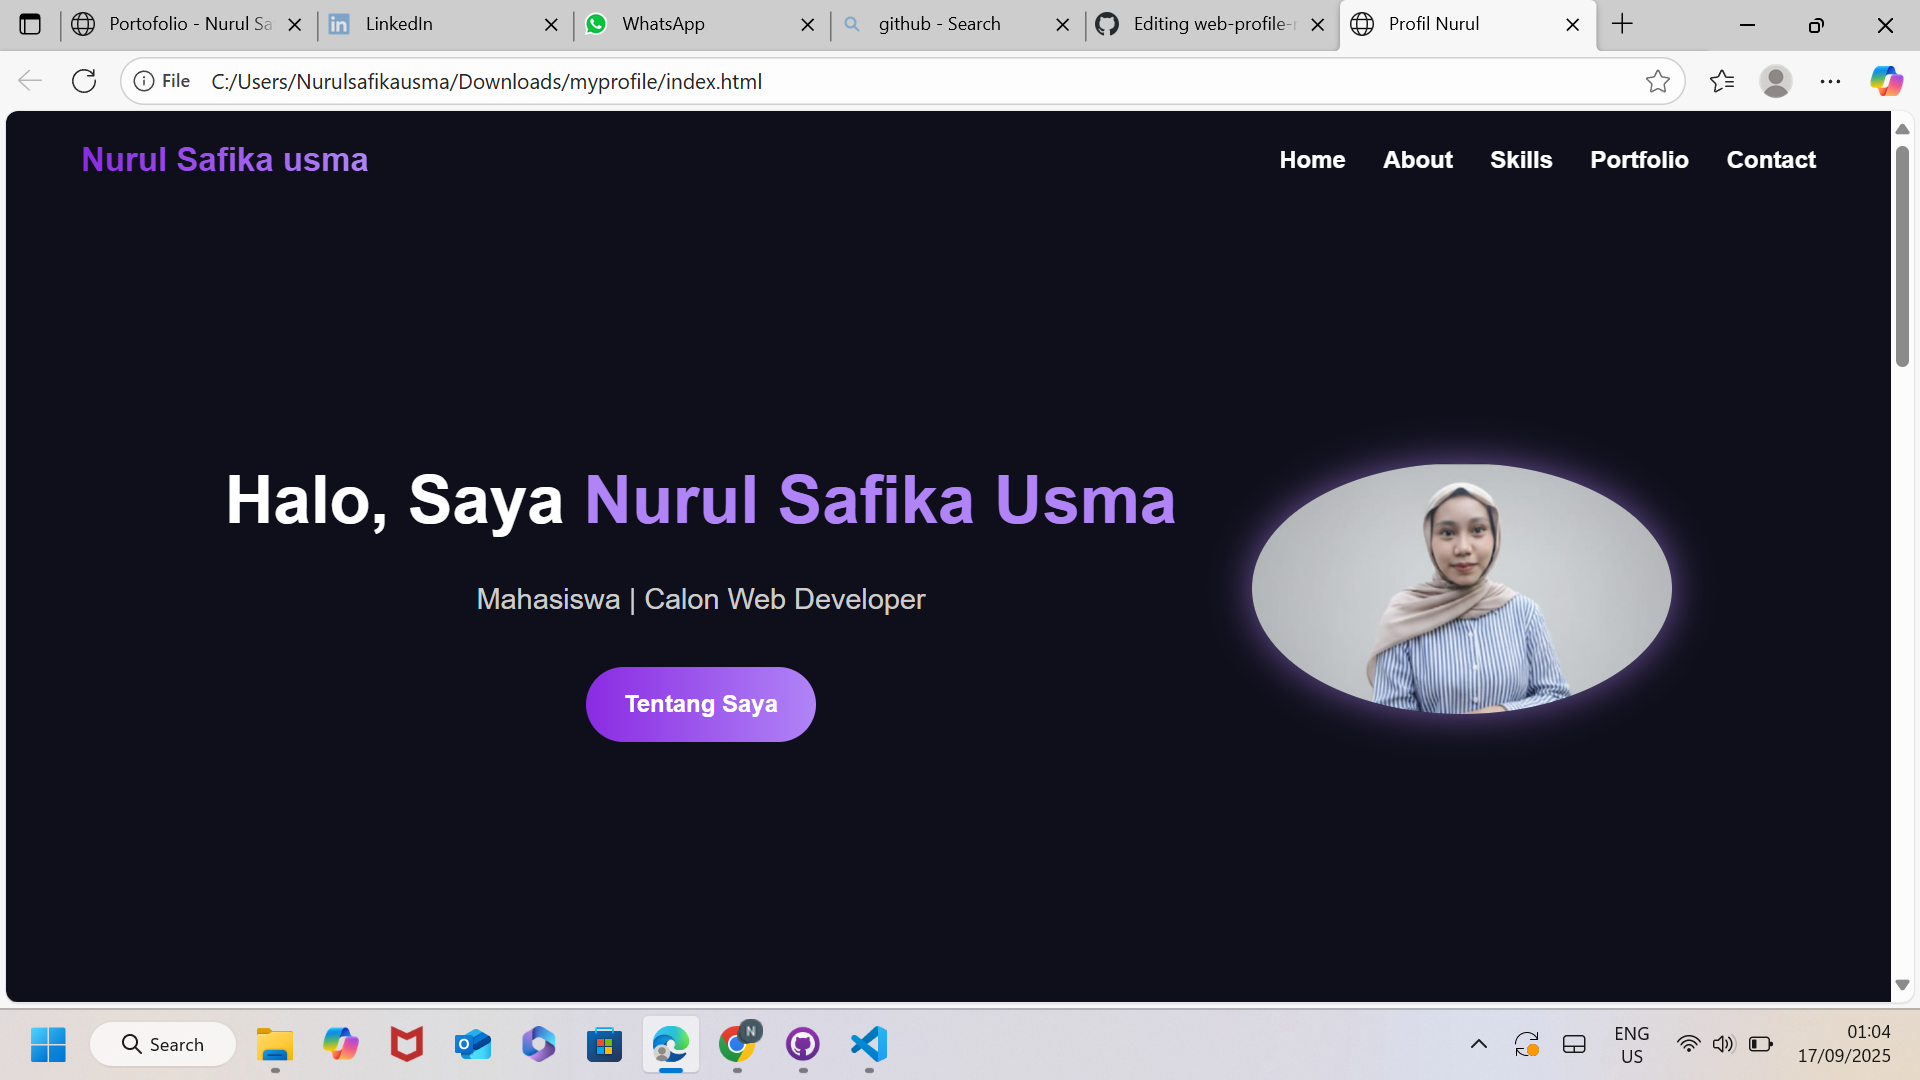 Portofolio - Nurul Sa
LinkedIn
WhatsApp
github - Search
Editing web-profile-
Profil Nurul
File
C:/Users/Nurulsafikausma/Downloads/myprofile/index.html
Nurul Safika usma
Home
About
Skills
Portfolio
Contact
Halo, Saya Nurul Safika Usma
Mahasiswa | Calon Web Developer
Tentang Saya
Search
N
ENG
US
01:04
17/09/2025